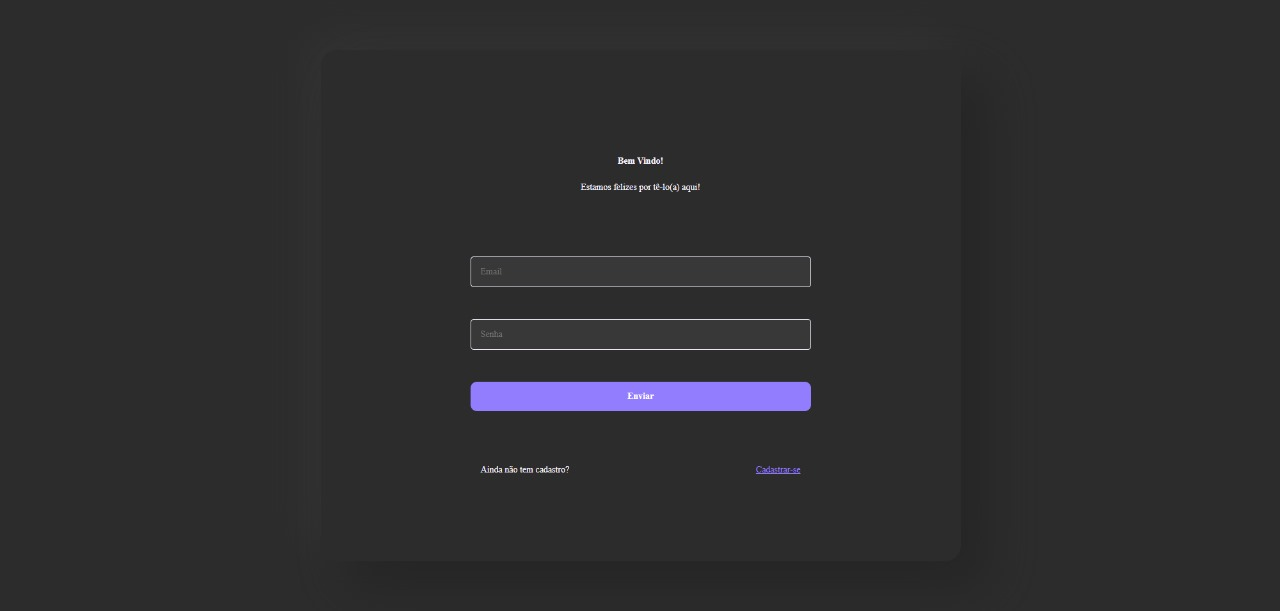 Bem Vindo!
Estamos felizes por tê-lo(a) aqui!
Email
Senha
Enviar
Ainda não tem cadastro? Cadastrar-se